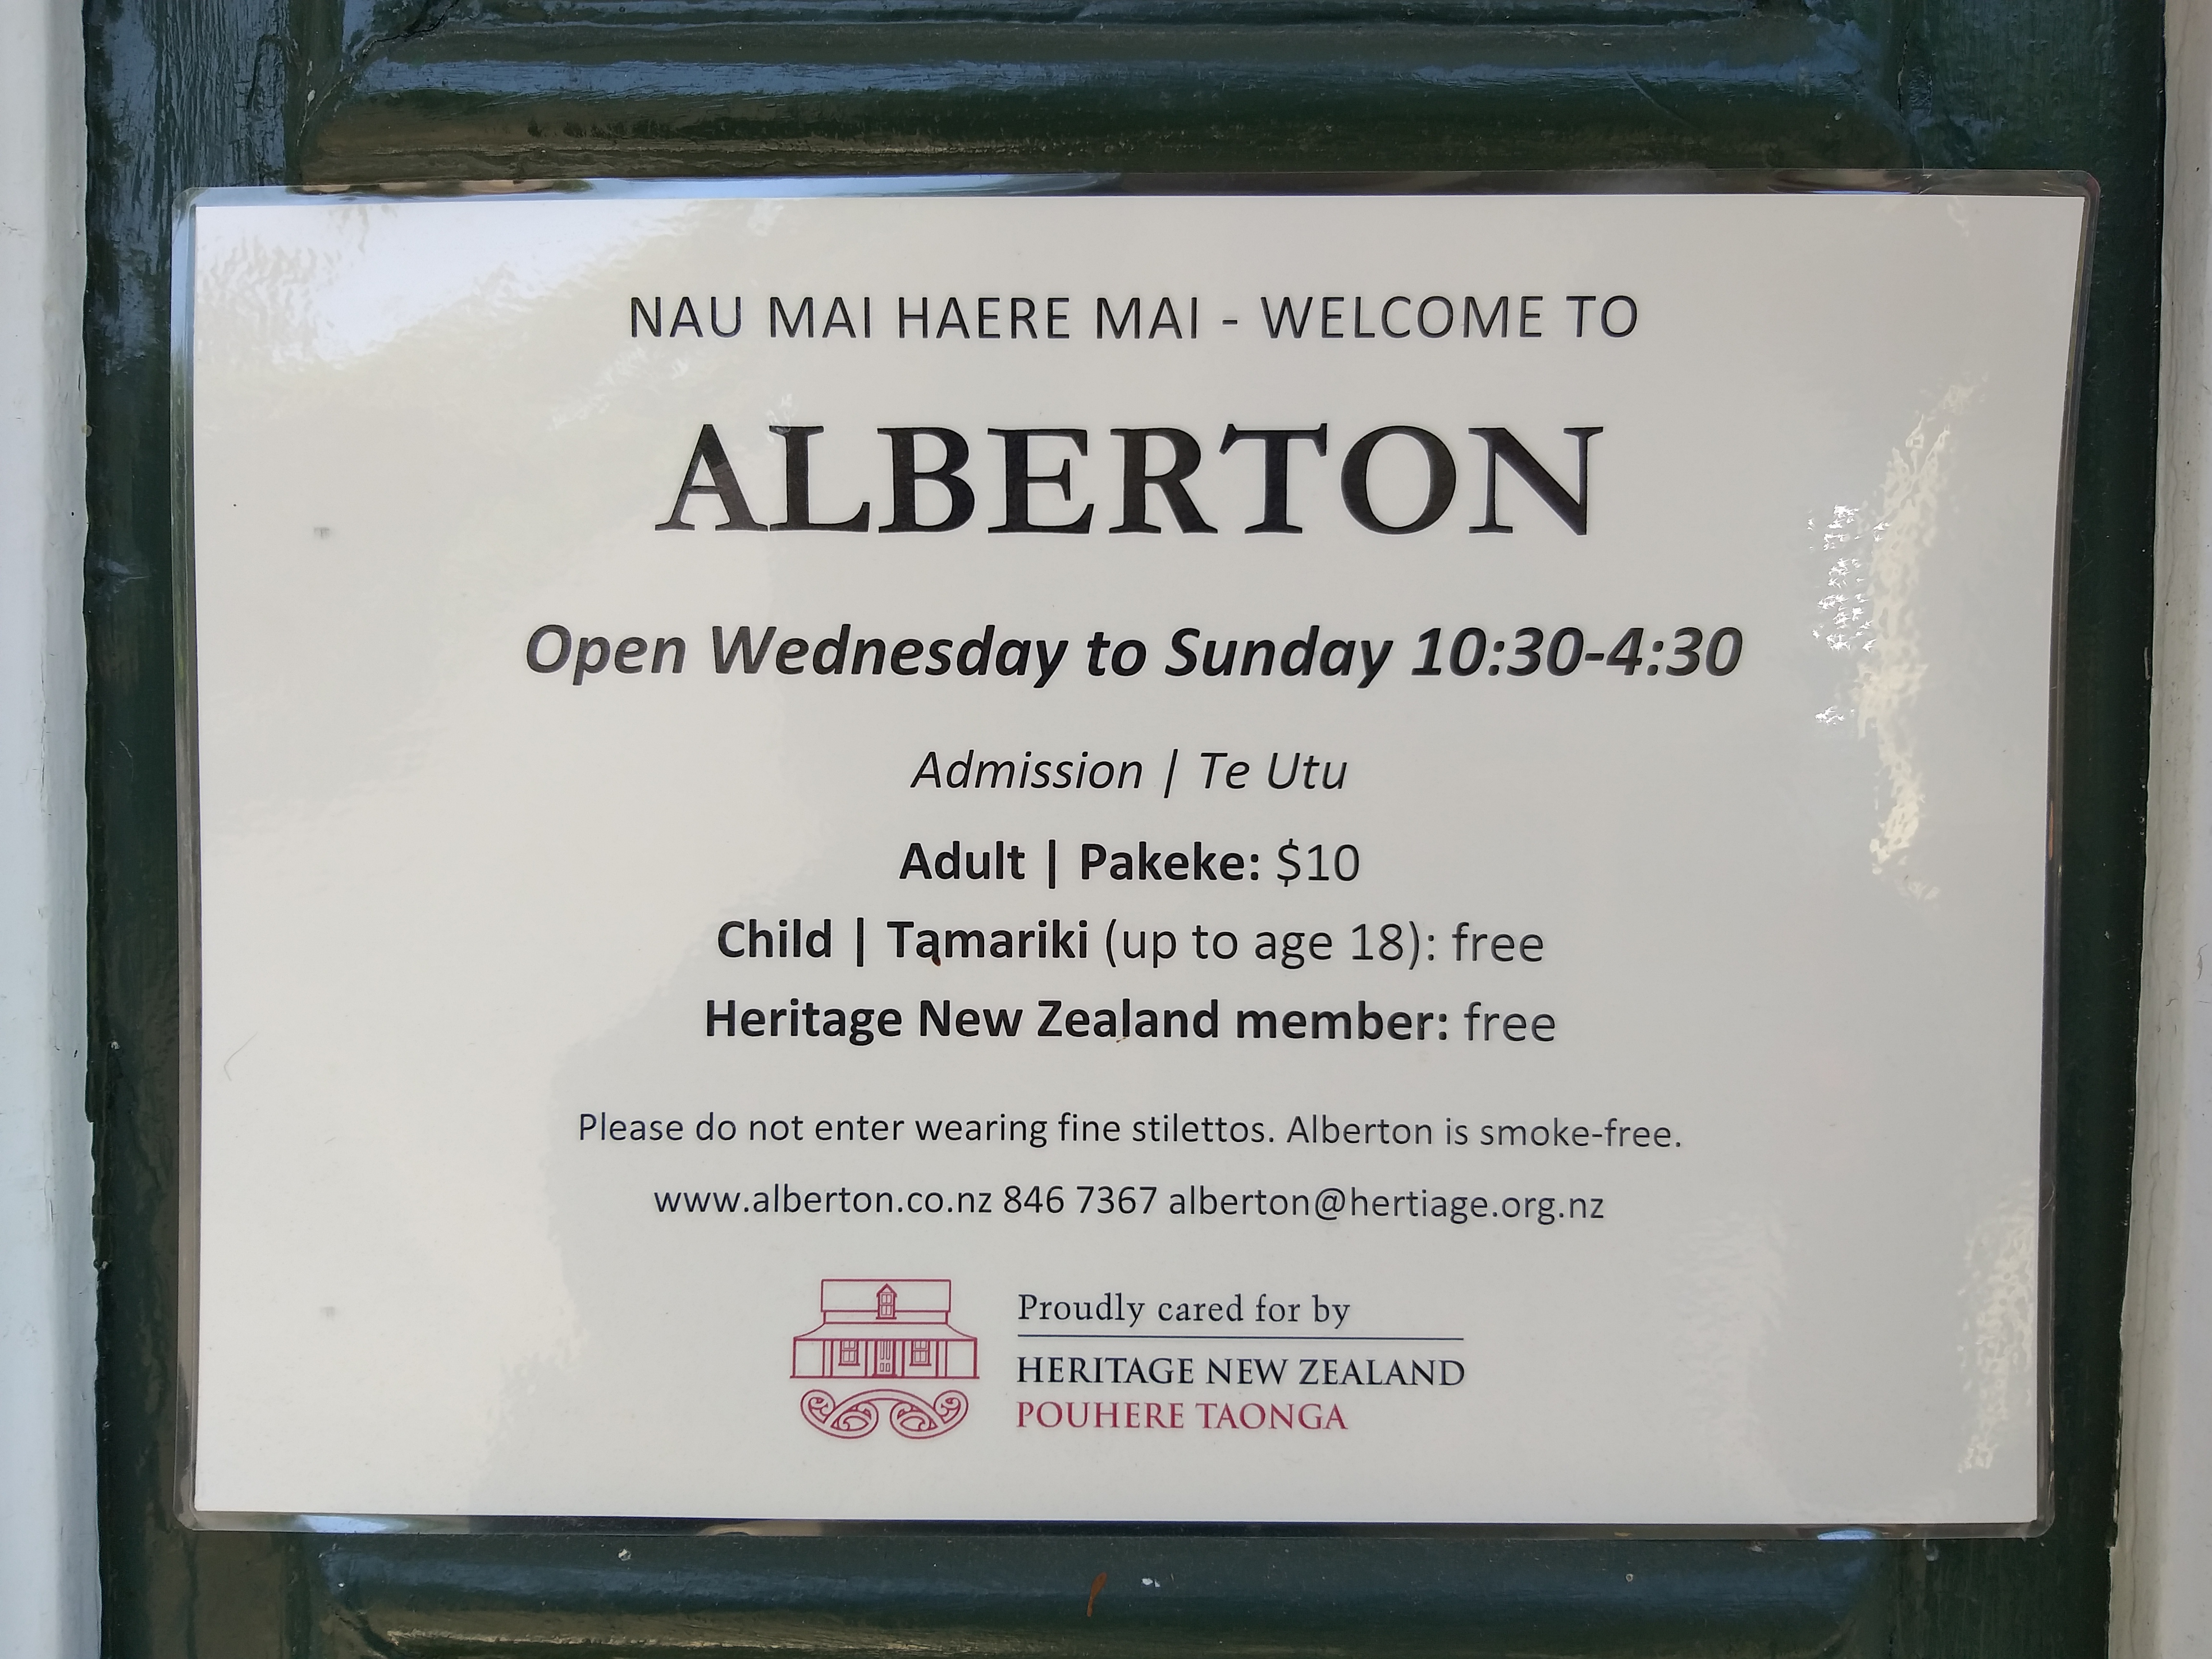 NAU MAI HAERE MAI - WELCOME TO
ALBERTON
Open Wednesday to Sunday 10:30-4:30
Admission | Te Utu
Adult | Pakeke: $10
Child | Tamariki (up to age 18): free
Heritage New Zealand member: free
Please do not enter wearing fine stilettos. Alberton is smoke-free.
www.alberton.co.nz 846 7367 alberton@hertiage.org.nz
Proudly cared for by
HERITAGE NEW ZEALAND
POUHERE TAONGA